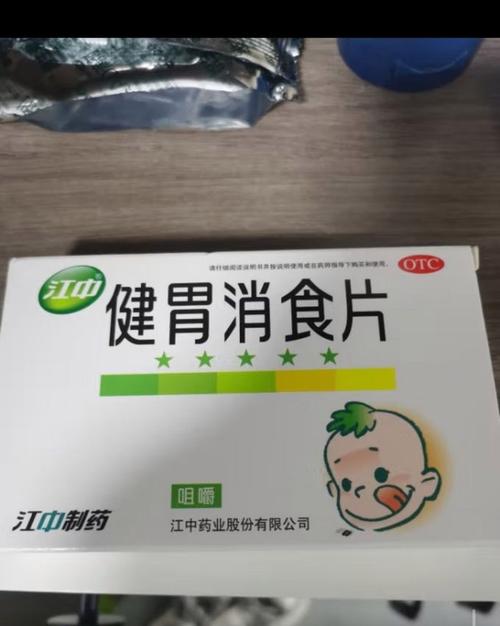 请仔细阅读说明书并按说明使用或在药师指导下购买和使用。
OTC
江中®
健胃消食片
咀嚼
江中制药
江中药业股份有限公司